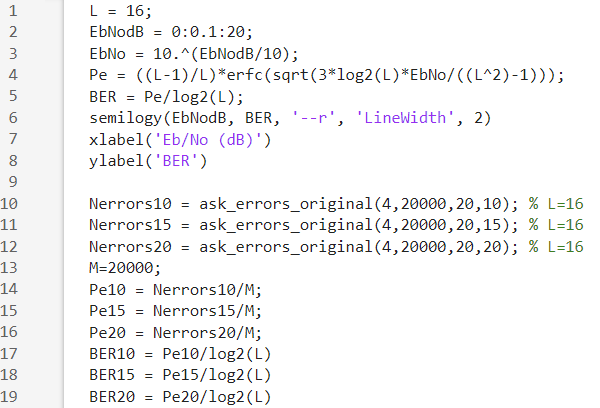 1 L = 16;
2 EbNodB = 0:0.1:20;
3 EbNo = 10.^(EbNodB/10);
4 Pe = ((L-1)/L)*erfc(sqrt(3*log2(L)*EbNo/((L^2)-1)));
5 BER = Pe/log2(L);
6 semilogy(EbNodB, BER, '--r', 'LineWidth', 2)
7 xlabel('Eb/No (dB)')
8 ylabel('BER')
9
10 Nerrors10 = ask_errors_original(4,20000,20,10); % L=16
11 Nerrors15 = ask_errors_original(4,20000,20,15); % L=16
12 Nerrors20 = ask_errors_original(4,20000,20,20); % L=16
13 M=20000;
14 Pe10 = Nerrors10/M;
15 Pe15 = Nerrors15/M;
16 Pe20 = Nerrors20/M;
17 BER10 = Pe10/log2(L)
18 BER15 = Pe15/log2(L)
19 BER20 = Pe20/log2(L)